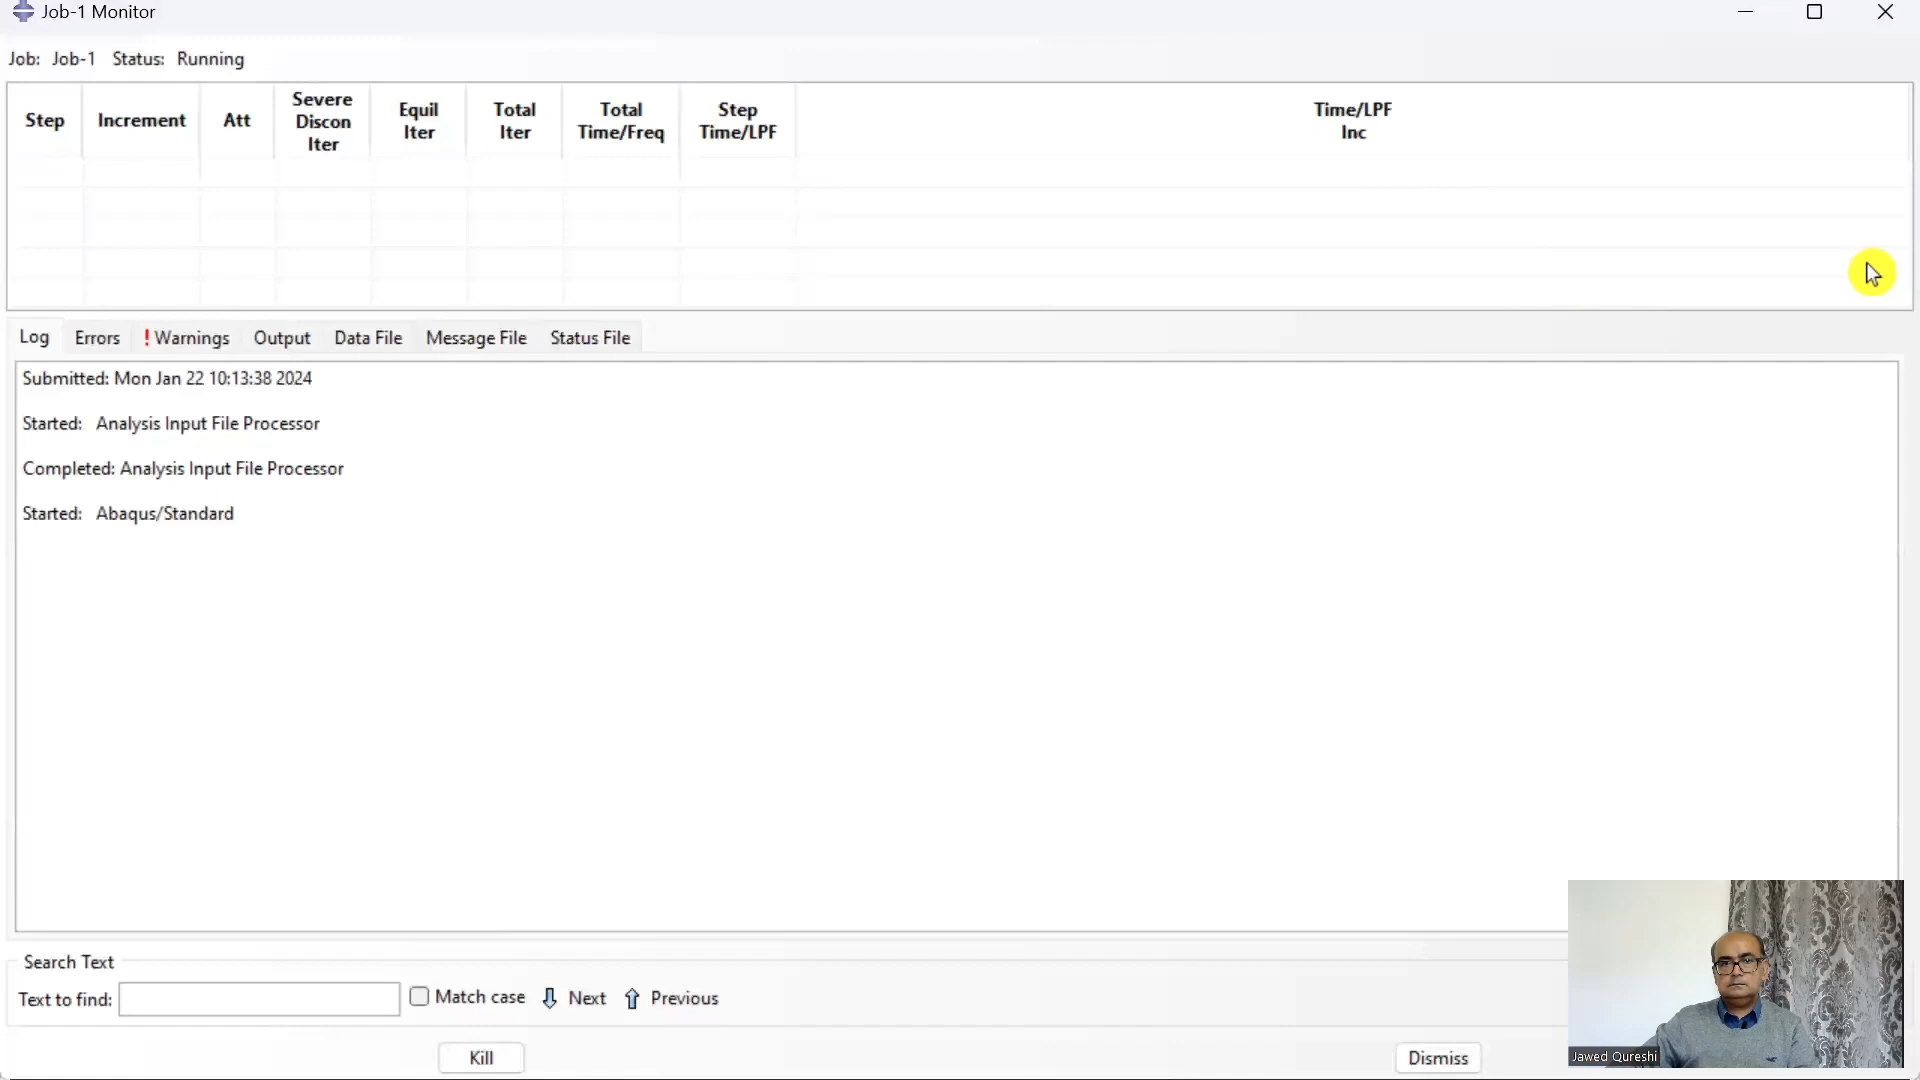 Job-1 Monitor
Job: Job-1 Status: Running
Step Increment Att Severe Discon Iter Equil Iter Total Iter Total Time/Freq Step Time/LPF Time/LPF Inc
Log Errors !Warnings Output Data File Message File Status File
Submitted: Mon Jan 22 10:13:38 2024
Started: Analysis Input File Processor
Completed: Analysis Input File Processor
Started: Abaqus/Standard
Search Text
Text to find: Match case Next Previous
Kill Dismiss
Jawed Qureshi